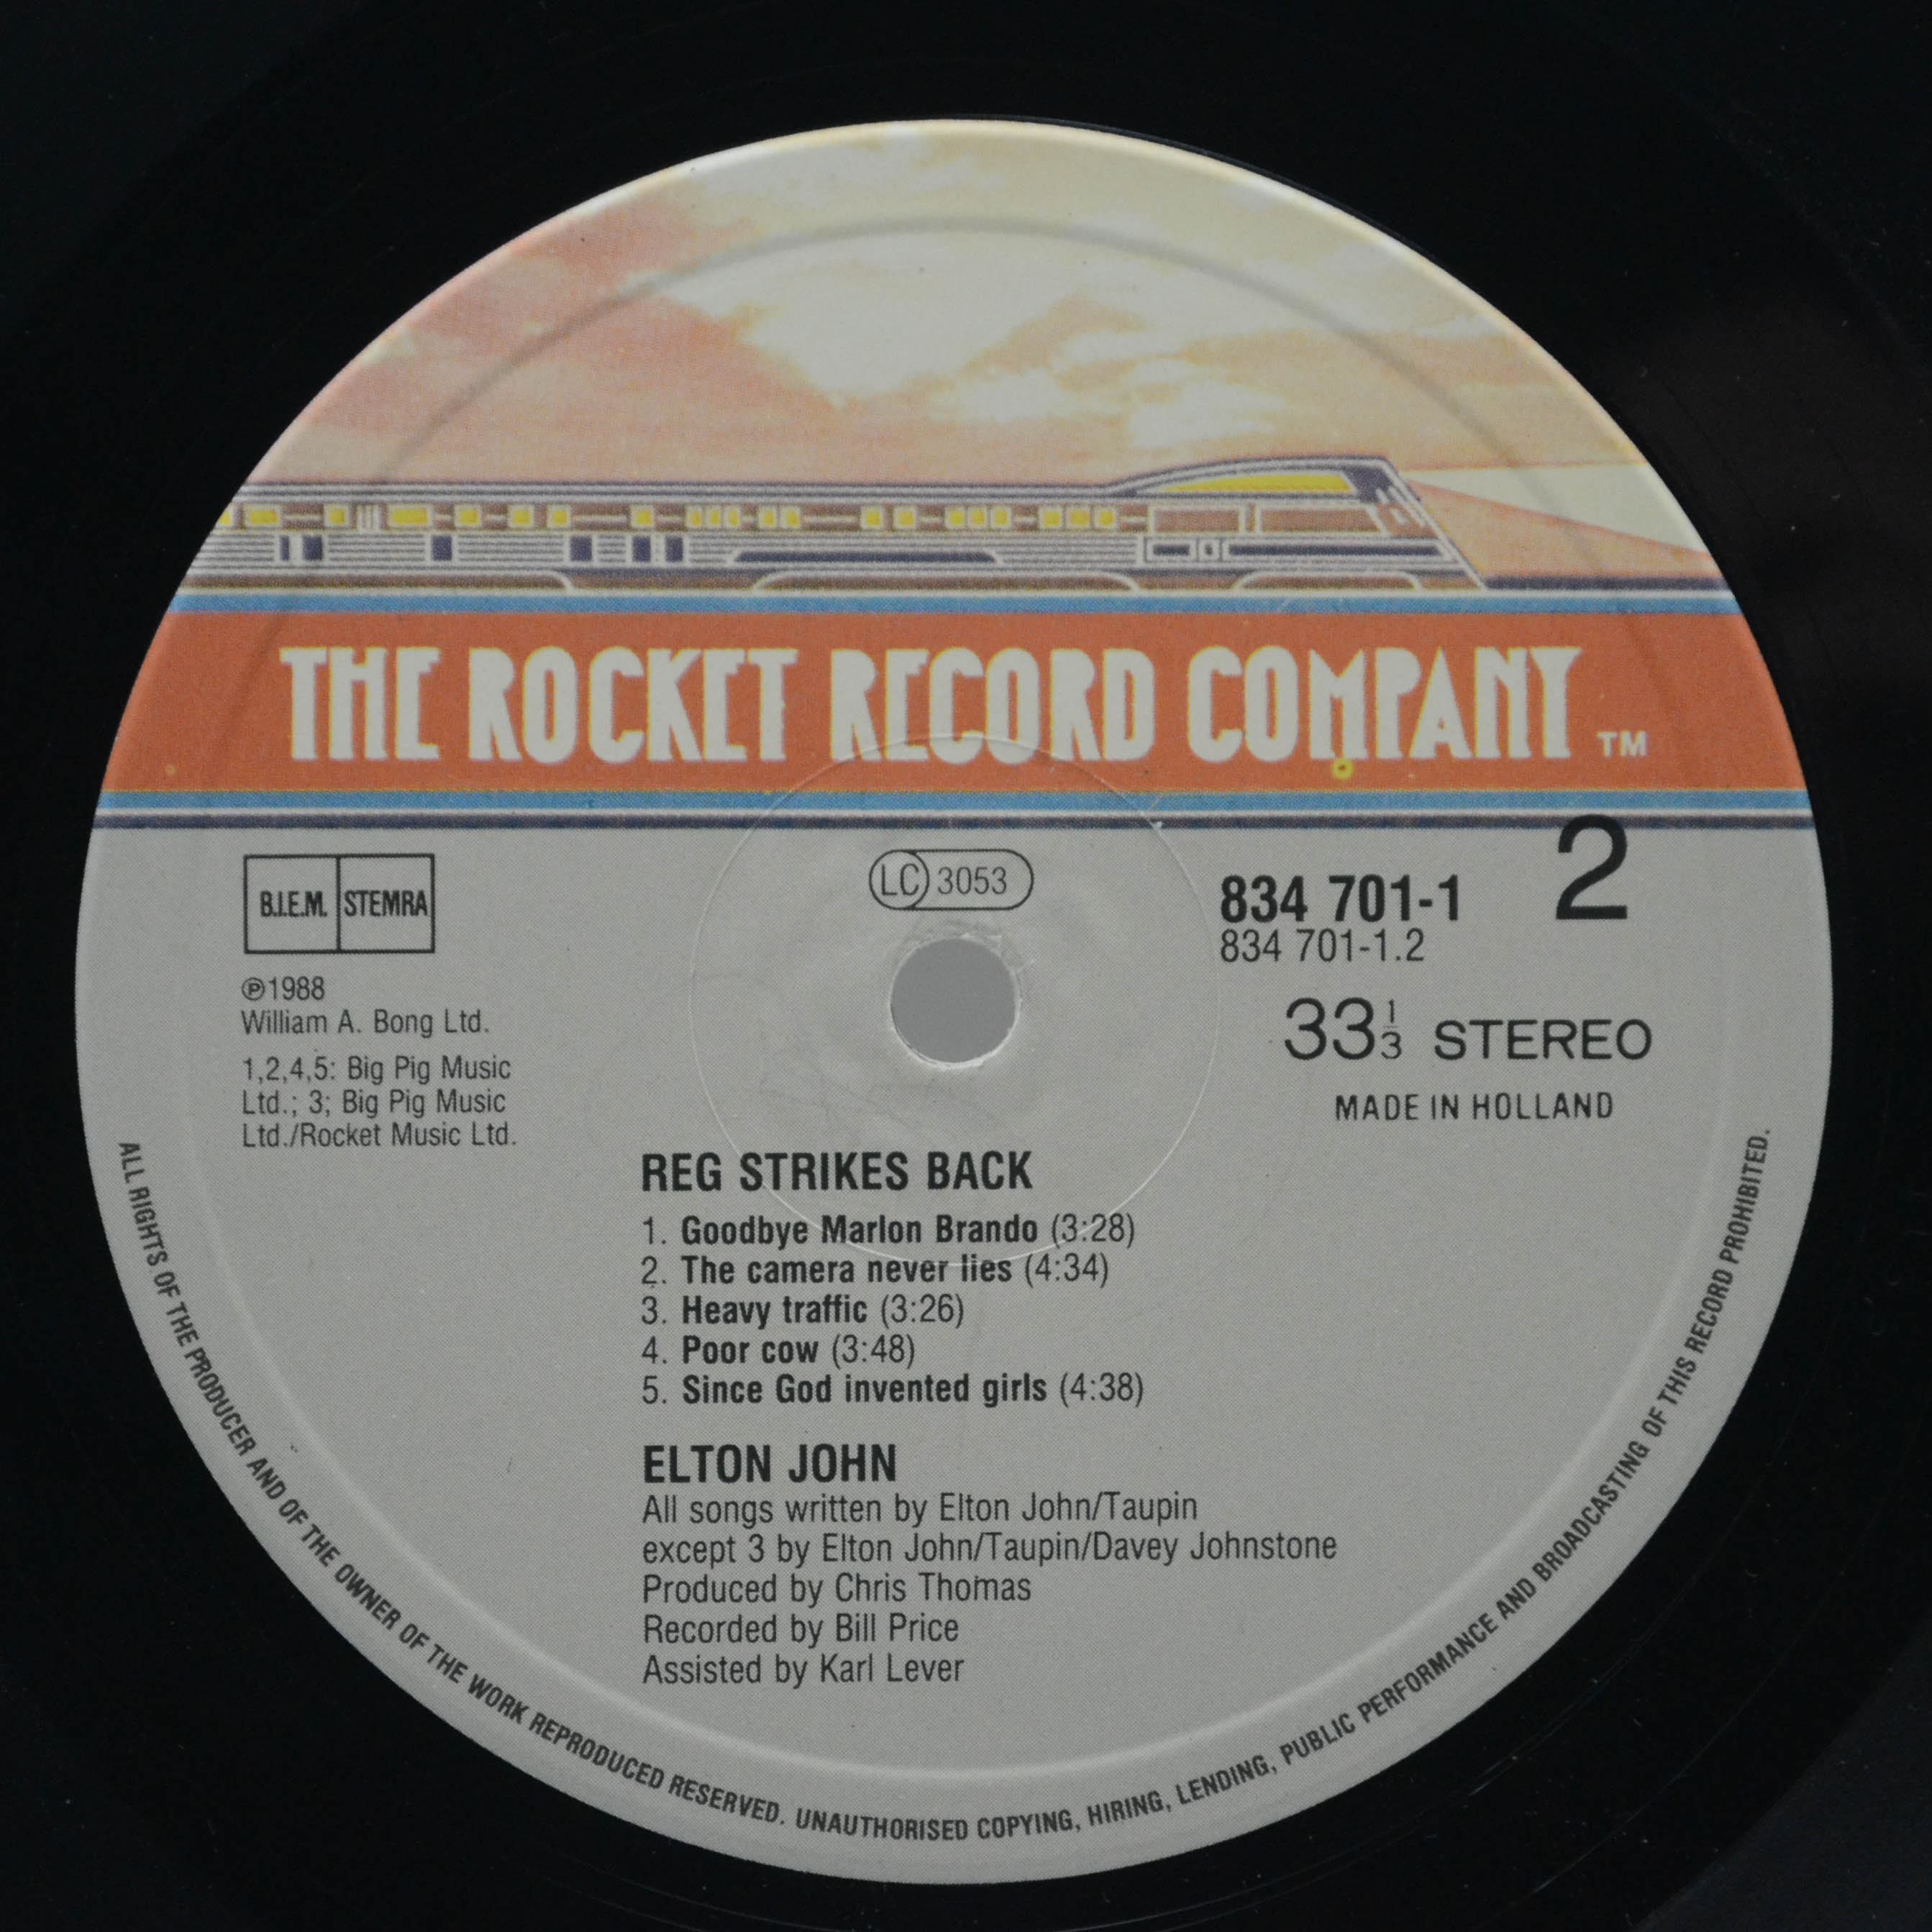 THE ROCKET RECORD COMPANY TM
B.I.E.M. STEMRA
LC 3053
834 701-1 2
834 701-1.2
℗1988
William A. Bong Ltd.
33 1/3 STEREO
1,2,4,5: Big Pig Music
Ltd.; 3; Big Pig Music
Ltd./Rocket Music Ltd.
MADE IN HOLLAND
REG STRIKES BACK
1. Goodbye Marlon Brando (3:28)
2. The camera never lies (4:34)
3. Heavy traffic (3:26)
4. Poor cow (3:48)
5. Since God invented girls (4:38)
ELTON JOHN
All songs written by Elton John/Taupin
except 3 by Elton John/Taupin/Davey Johnstone
Produced by Chris Thomas
Recorded by Bill Price
Assisted by Karl Lever
ALL RIGHTS OF THE PRODUCER AND OF THE OWNER OF THE WORK REPRODUCED RESERVED. UNAUTHORISED COPYING, HIRING, LENDING, PUBLIC PERFORMANCE AND BROADCASTING OF THIS RECORD PROHIBITED.